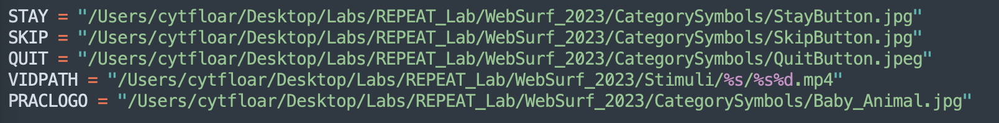 STAY = "/Users/cytfloar/Desktop/Labs/REPEAT_Lab/WebSurf_2023/CategorySymbols/StayButton.jpg"
SKIP = "/Users/cytfloar/Desktop/Labs/REPEAT_Lab/WebSurf_2023/CategorySymbols/SkipButton.jpg"
QUIT = "/Users/cytfloar/Desktop/Labs/REPEAT_Lab/WebSurf_2023/CategorySymbols/QuitButton.jpeg"
VIDPATH = "/Users/cytfloar/Desktop/Labs/REPEAT_Lab/WebSurf_2023/Stimuli/%s/%s%d.mp4"
PRACLOGO = "/Users/cytfloar/Desktop/Labs/REPEAT_Lab/WebSurf_2023/CategorySymbols/Baby_Animal.jpg"